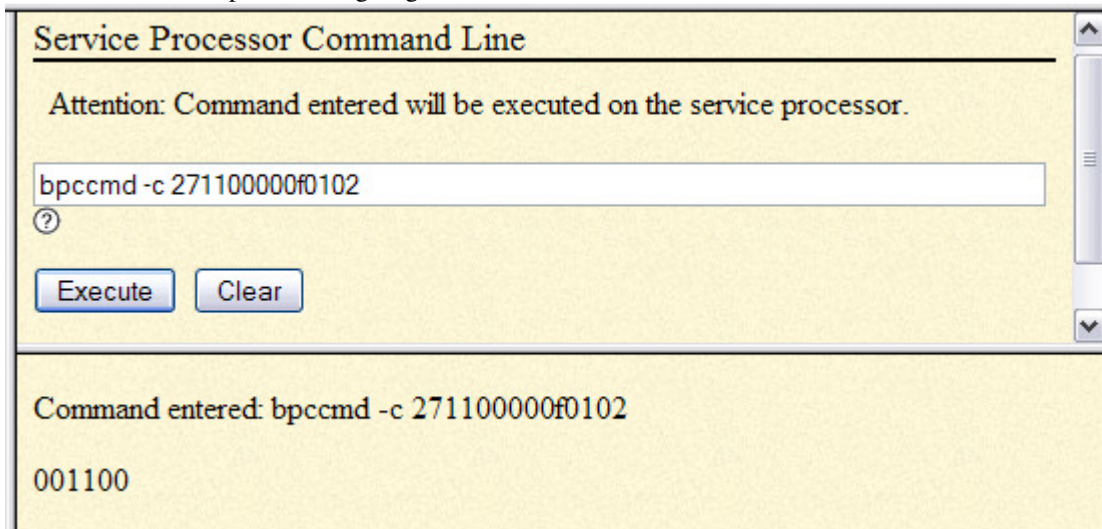 Service Processor Command Line
Attention: Command entered will be executed on the service processor.
bpccmd -c 271100000f0102
?
Execute Clear
Command entered: bpccmd -c 271100000f0102
001100